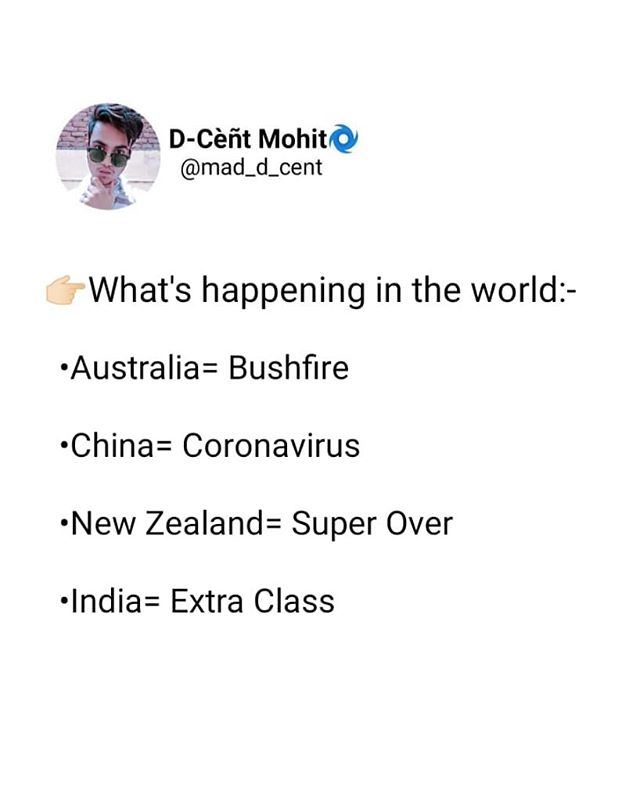 D-Cèñt Mohit
@mad_d_cent
👉🏻What's happening in the world:-
•Australia= Bushfire
•China= Coronavirus
•New Zealand= Super Over
•India= Extra Class